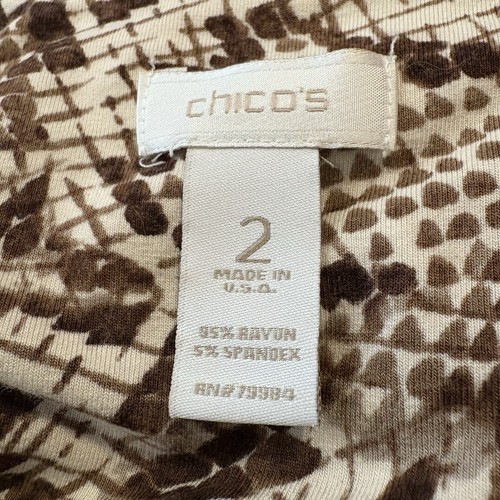 chico's
2
MADE IN
U.S.A.
95% RAYON
5% SPANDEX
RN#79984